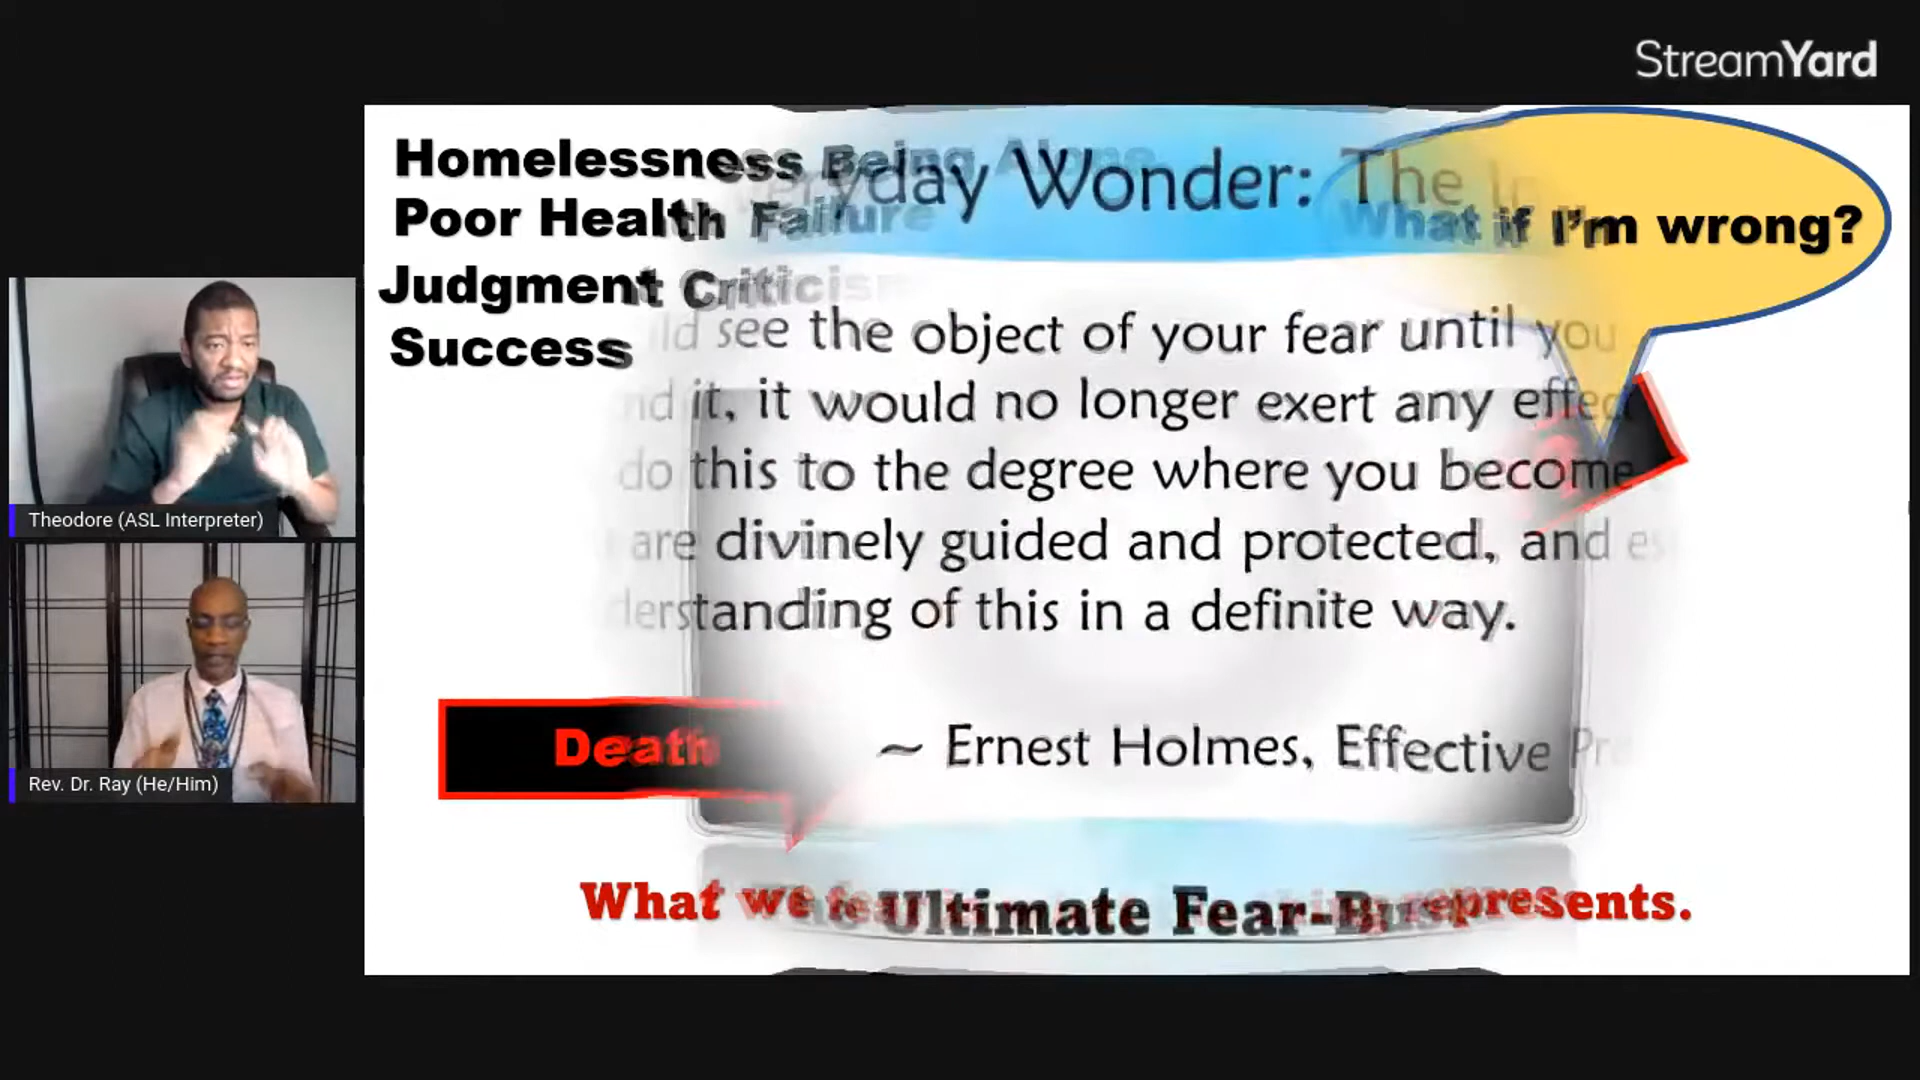 StreamYard
Homelessness Being Alone
Everyday Wonder: The
Poor Health Failure
What if I'm wrong?
Judgment Criticism
Success
see the object of your fear until you
it, it would no longer exert any effect
do this to the degree where you become
are divinely guided and protected, and
standing of this in a definite way.
Death
~ Ernest Holmes, Effective
What we fear represents.
Ultimate Fear-
Theodore (ASL Interpreter)
Rev. Dr. Ray (He/Him)